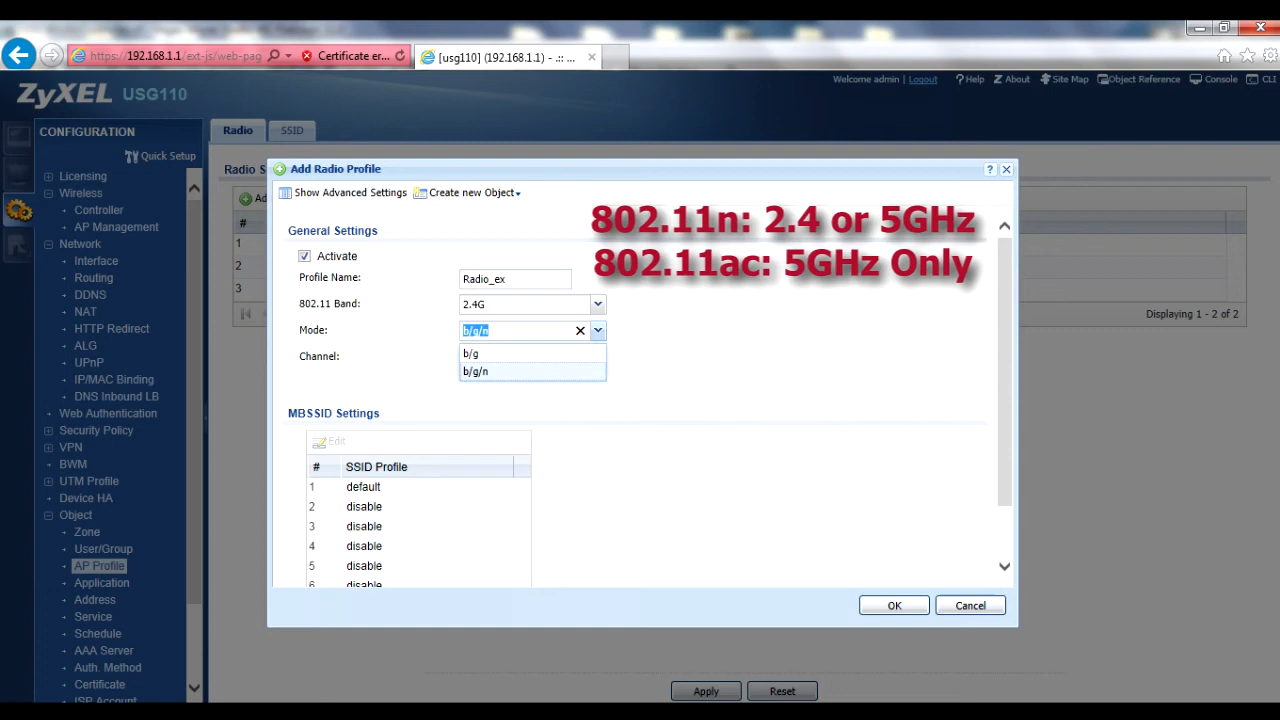 https://192.168.1.1/ext-js/web-pag
Certificate er...
[usg110] (192.168.1.1) - .:: ...
ZyXEL USG110
Welcome admin | Logout
? Help
About
Site Map
Object Reference
Console
CLI
CONFIGURATION
Quick Setup
Licensing
Wireless
Controller
AP Management
Network
Interface
Routing
DDNS
NAT
HTTP Redirect
ALG
UPnP
IP/MAC Binding
DNS Inbound LB
Web Authentication
Security Policy
VPN
BWM
UTM Profile
Device HA
Object
Zone
User/Group
AP Profile
Application
Address
Service
Schedule
AAA Server
Auth. Method
Certificate
ISP Account
Radio
SSID
Radio S
Ad
#
1
2
3
Displaying 1 - 2 of 2
Add Radio Profile
Show Advanced Settings
Create new Object
802.11n: 2.4 or 5GHz
802.11ac: 5GHz Only
General Settings
Activate
Profile Name: Radio_ex
802.11 Band: 2.4G
Mode: b/g/n
b/g
b/g/n
Channel:
MBSSID Settings
Edit
# SSID Profile
1 default
2 disable
3 disable
4 disable
5 disable
6 disable
OK
Cancel
Apply
Reset